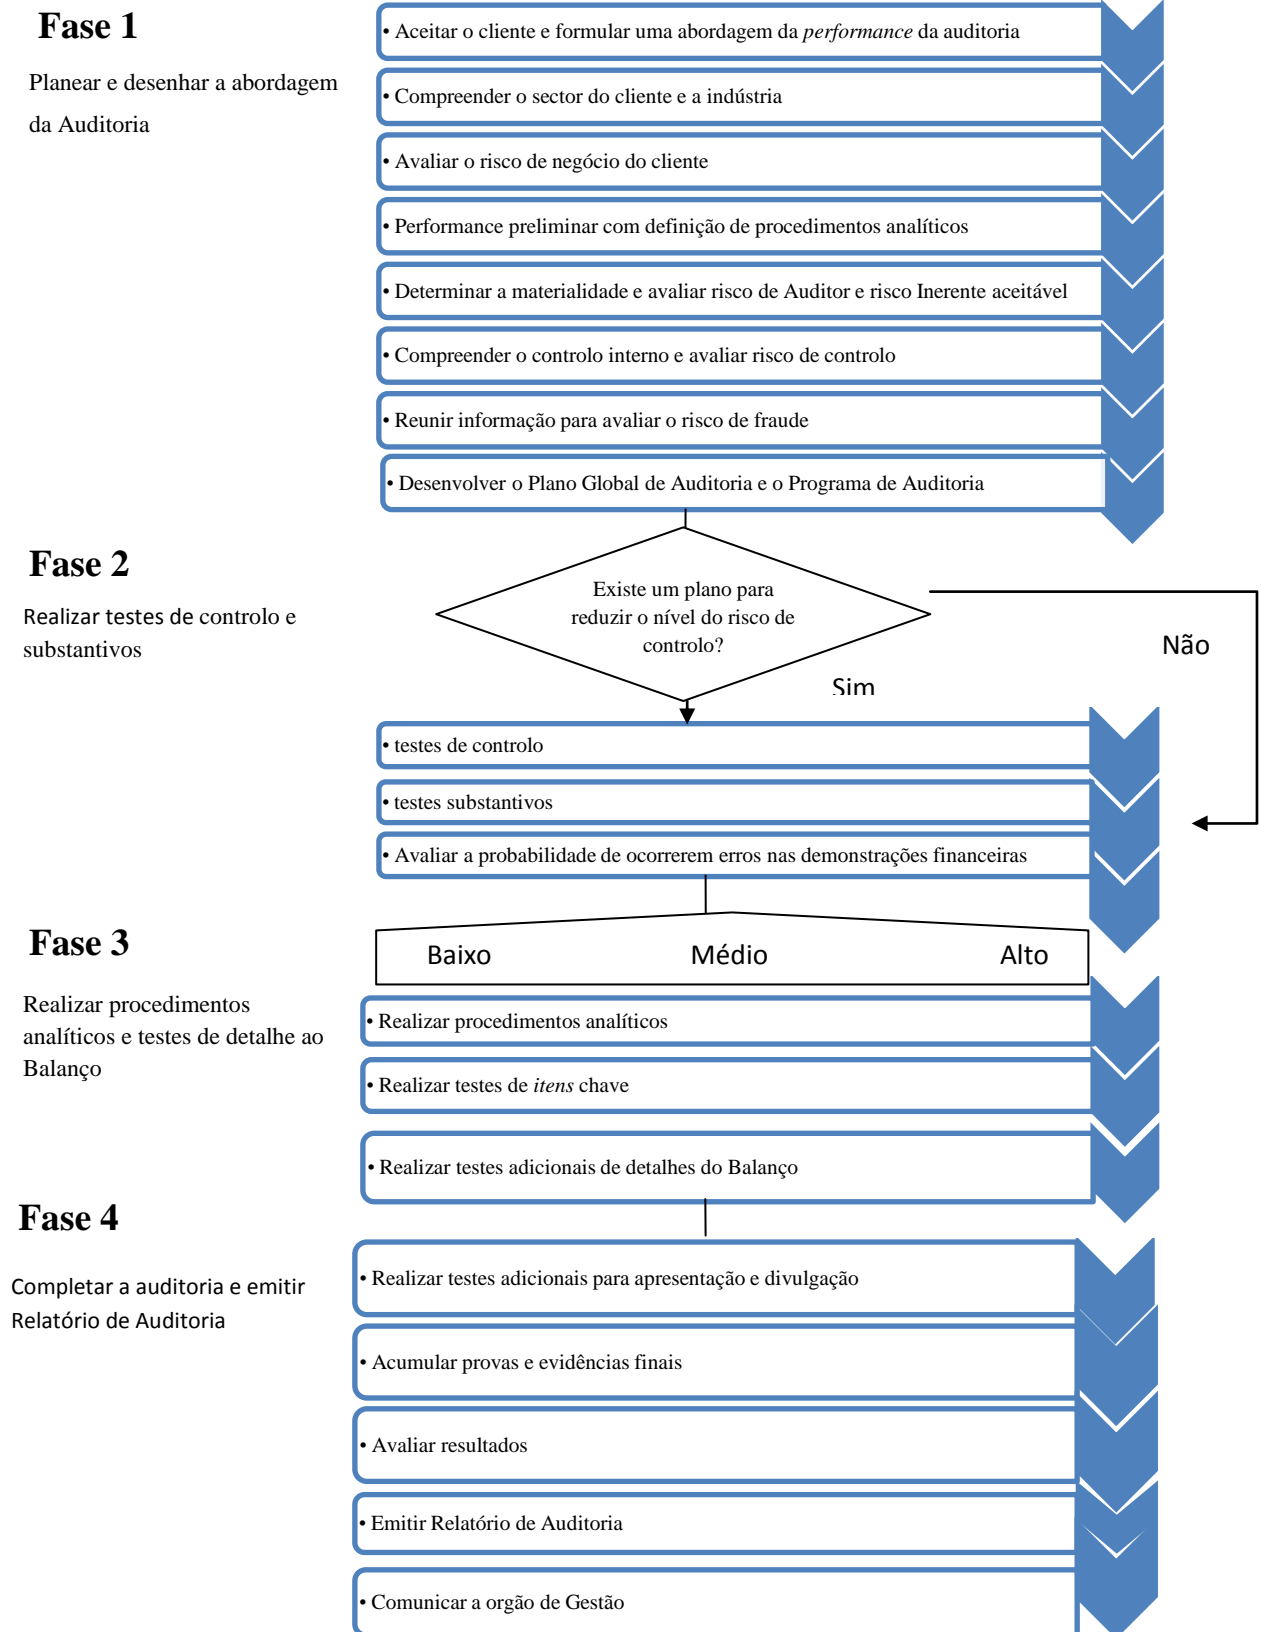 Fase 1
Planear e desenhar a abordagem
da Auditoria
• Aceitar o cliente e formular uma abordagem da performance da auditoria
• Compreender o sector do cliente e a indústria
• Avaliar o risco de negócio do cliente
• Performance preliminar com definição de procedimentos analíticos
• Determinar a materialidade e avaliar risco de Auditor e risco Inerente aceitável
• Compreender o controlo interno e avaliar risco de controlo
• Reunir informação para avaliar o risco de fraude
• Desenvolver o Plano Global de Auditoria e o Programa de Auditoria
Fase 2
Realizar testes de controlo e
substantivos
Existe um plano para
reduzir o nível do risco de
controlo?
Não
Sim
• testes de controlo
• testes substantivos
• Avaliar a probabilidade de ocorrerem erros nas demonstrações financeiras
Fase 3
Realizar procedimentos
analíticos e testes de detalhe ao
Balanço
Baixo Médio Alto
• Realizar procedimentos analíticos
• Realizar testes de itens chave
• Realizar testes adicionais de detalhes do Balanço
Fase 4
Completar a auditoria e emitir
Relatório de Auditoria
• Realizar testes adicionais para apresentação e divulgação
• Acumular provas e evidências finais
• Avaliar resultados
• Emitir Relatório de Auditoria
• Comunicar a orgão de Gestão